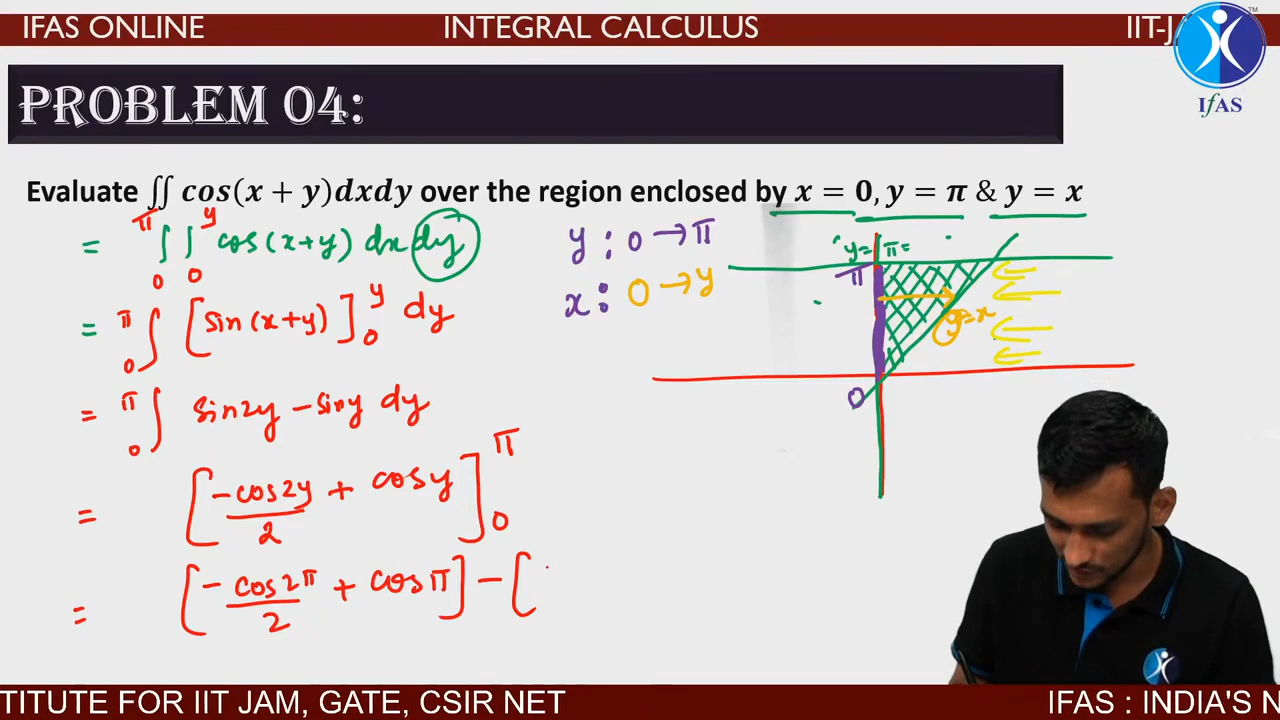 IFAS ONLINE INTEGRAL CALCULUS IIT-JA
IFAS
PROBLEM 04:
Evaluate ∬ cos(x + y)dxdy over the region enclosed by x = 0, y = π & y = x
= ∫₀^π ∫₀^y cos(x+y) dx dy
y : 0 → π
x : 0 → y
y = π =
π
y=x
0
= ∫₀^π [sin(x+y)]₀^y dy
= ∫₀^π sin2y - siny dy
= [-cos2y/2 + cosy]₀^π
= [-cos2π/2 + cosπ] - [
TITUTE FOR IIT JAM, GATE, CSIR NET IFAS : INDIA'S N